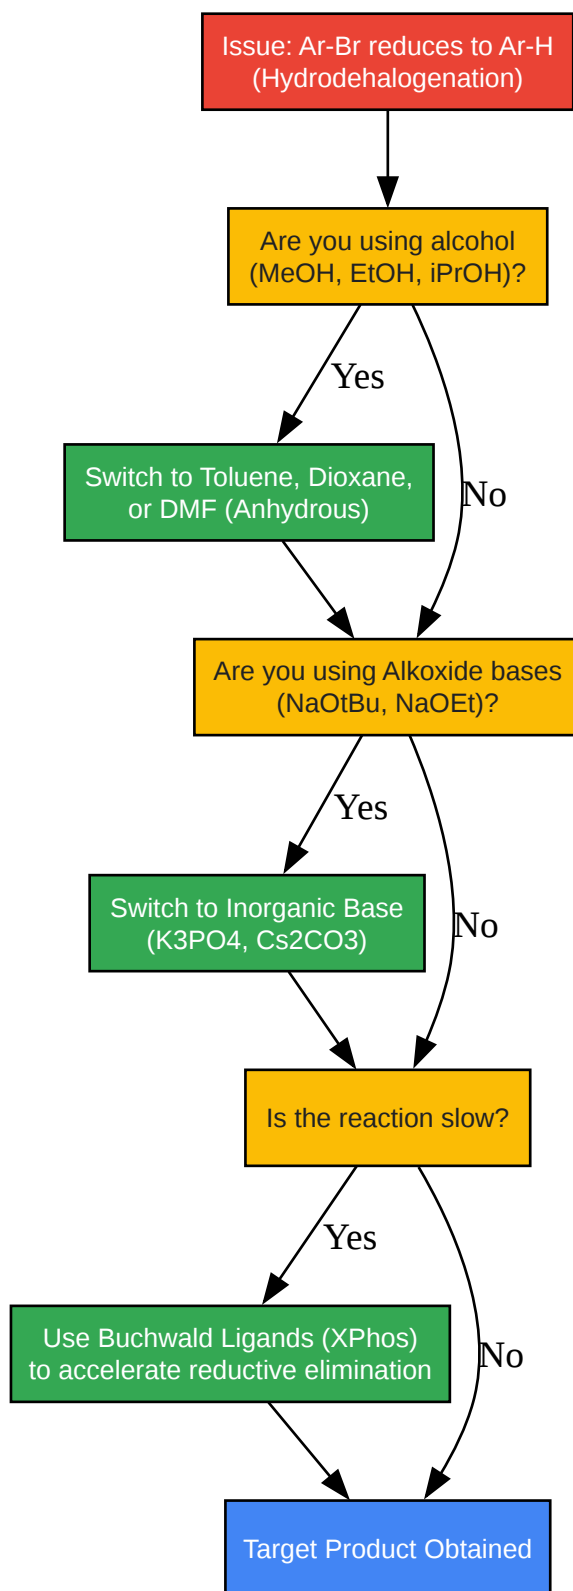 Issue: Ar-Br reduces to Ar-H
(Hydrodehalogenation)
Are you using alcohol
(MeOH, EtOH, iPrOH)?
Yes
Switch to Toluene, Dioxane,
or DMF (Anhydrous)
No
Are you using Alkoxide bases
(NaOtBu, NaOEt)?
Yes
Switch to Inorganic Base
(K3PO4, Cs2CO3)
No
Is the reaction slow?
Yes
Use Buchwald Ligands (XPhos)
to accelerate reductive elimination
No
Target Product Obtained